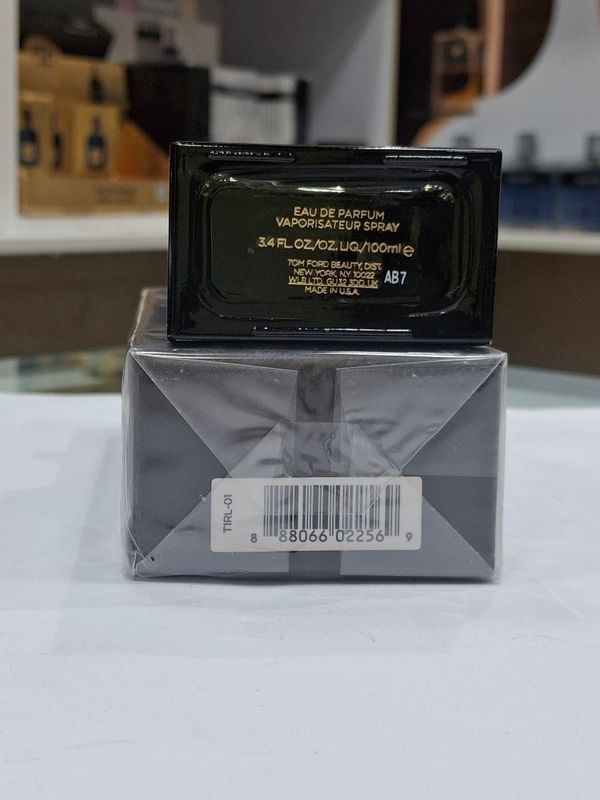 EAU DE PARFUM
VAPORISATEUR SPRAY
3.4 FL OZ./OZ. LIQ./100ml e
TOM FORD BEAUTY, DIST.
NEW YORK, NY 10022
WLB LTD. GU32 3DD, UK
MADE IN U.S.A.
AB7
T1RL-01
8 88066 02256 9